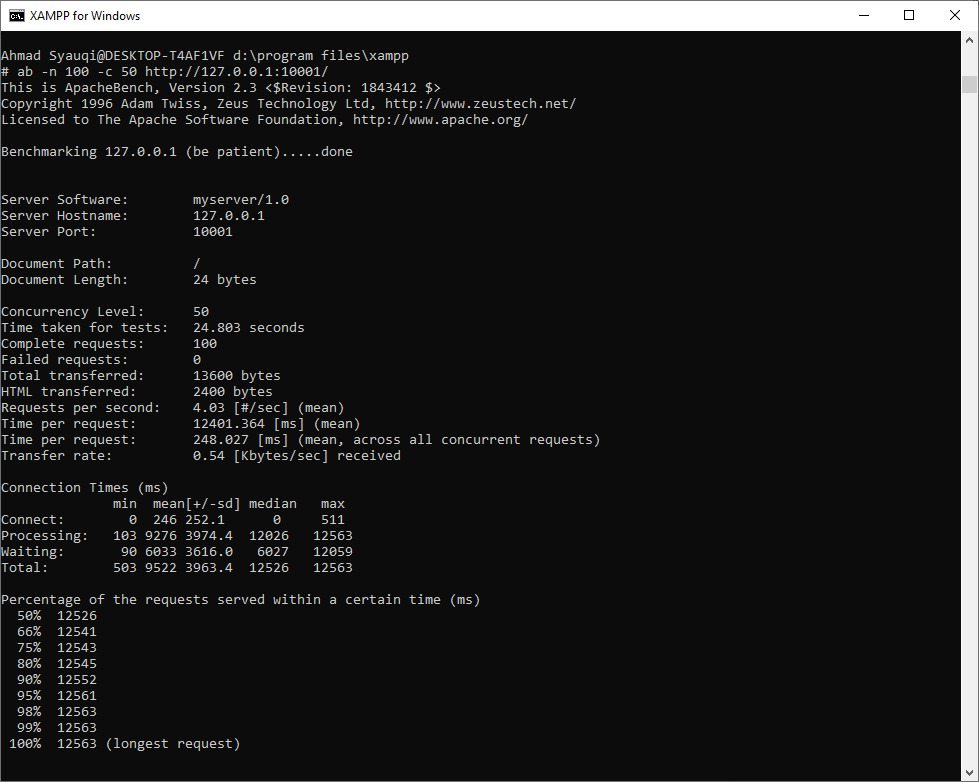 XAMPP for Windows
Ahmad Syauqi@DESKTOP-T4AF1VF d:\program files\xampp
# ab -n 100 -c 50 http://127.0.0.1:10001/
This is ApacheBench, Version 2.3 <$Revision: 1843412 $>
Copyright 1996 Adam Twiss, Zeus Technology Ltd, http://www.zeustech.net/
Licensed to The Apache Software Foundation, http://www.apache.org/

Benchmarking 127.0.0.1 (be patient).....done


Server Software:        myserver/1.0
Server Hostname:        127.0.0.1
Server Port:            10001

Document Path:          /
Document Length:        24 bytes

Concurrency Level:      50
Time taken for tests:   24.803 seconds
Complete requests:      100
Failed requests:        0
Total transferred:      13600 bytes
HTML transferred:       2400 bytes
Requests per second:    4.03 [#/sec] (mean)
Time per request:       12401.364 [ms] (mean)
Time per request:       248.027 [ms] (mean, across all concurrent requests)
Transfer rate:          0.54 [Kbytes/sec] received

Connection Times (ms)
              min  mean[+/-sd] median   max
Connect:        0  246 252.1      0     511
Processing:   103 9276 3974.4  12026   12563
Waiting:       90 6033 3616.0   6027   12059
Total:        503 9522 3963.4  12526   12563

Percentage of the requests served within a certain time (ms)
  50%  12526
  66%  12541
  75%  12543
  80%  12545
  90%  12552
  95%  12561
  98%  12563
  99%  12563
 100%  12563 (longest request)